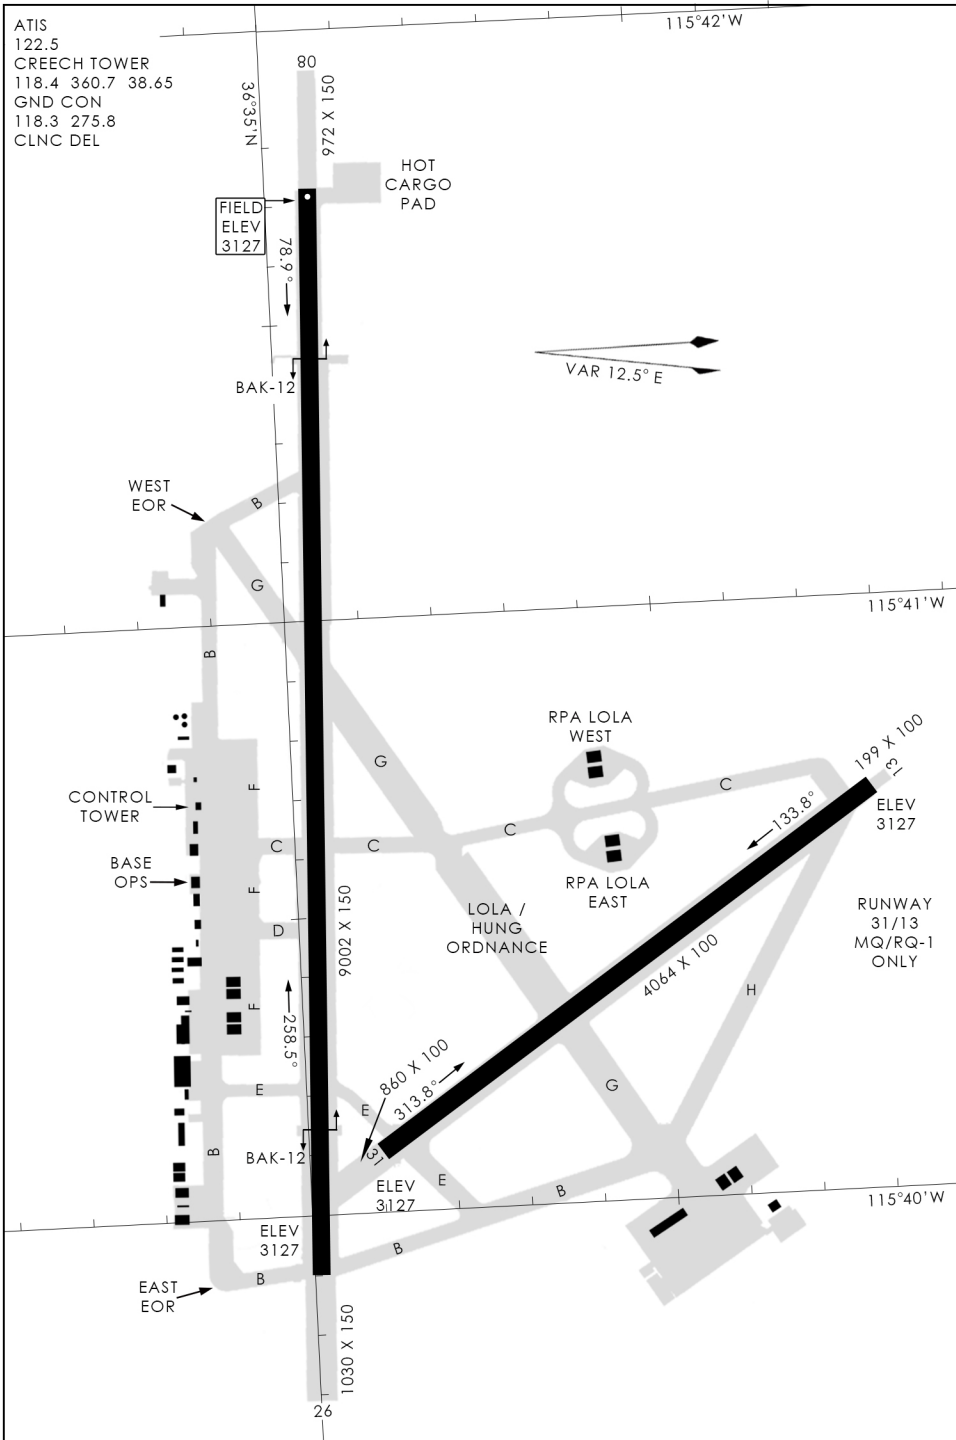 ATIS
122.5
CREECH TOWER
118.4 360.7 38.65
GND CON
118.3 275.8
CLNC DEL
115°42'W
80
36°35'N
972 X 150
HOT
CARGO
PAD
FIELD
ELEV
3127
78.9°
BAK-12
VAR 12.5° E
WEST
EOR
B
G
115°41'W
B
RPA LOLA
WEST
G
199 X 100
13
C
F
CONTROL
TOWER
ELEV
3127
133.8°
C
C
C
BASE
OPS
RPA LOLA
EAST
F
LOLA /
HUNG
ORDNANCE
RUNWAY
31/13
MQ/RQ-1
ONLY
D
9002 X 150
4064 X 100
H
F
258.5°
860 X 100
313.8°
E
E
G
B
BAK-12
31
E
ELEV
3127
B
115°40'W
ELEV
3127
B
B
EAST
EOR
1030 X 150
26